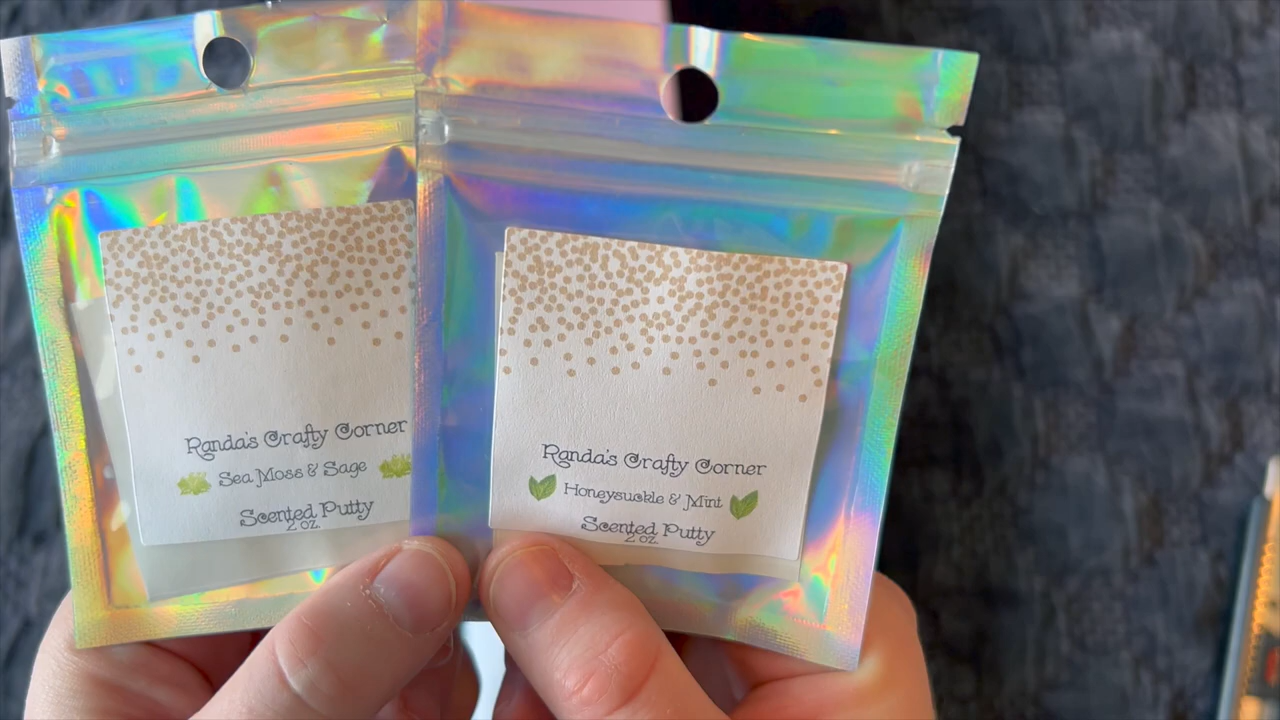 Randa's Crafty Corner
Sea Moss & Sage
Scented Putty
2 oz.
Randa's Crafty Corner
Honeysuckle & Mint
Scented Putty
2 oz.